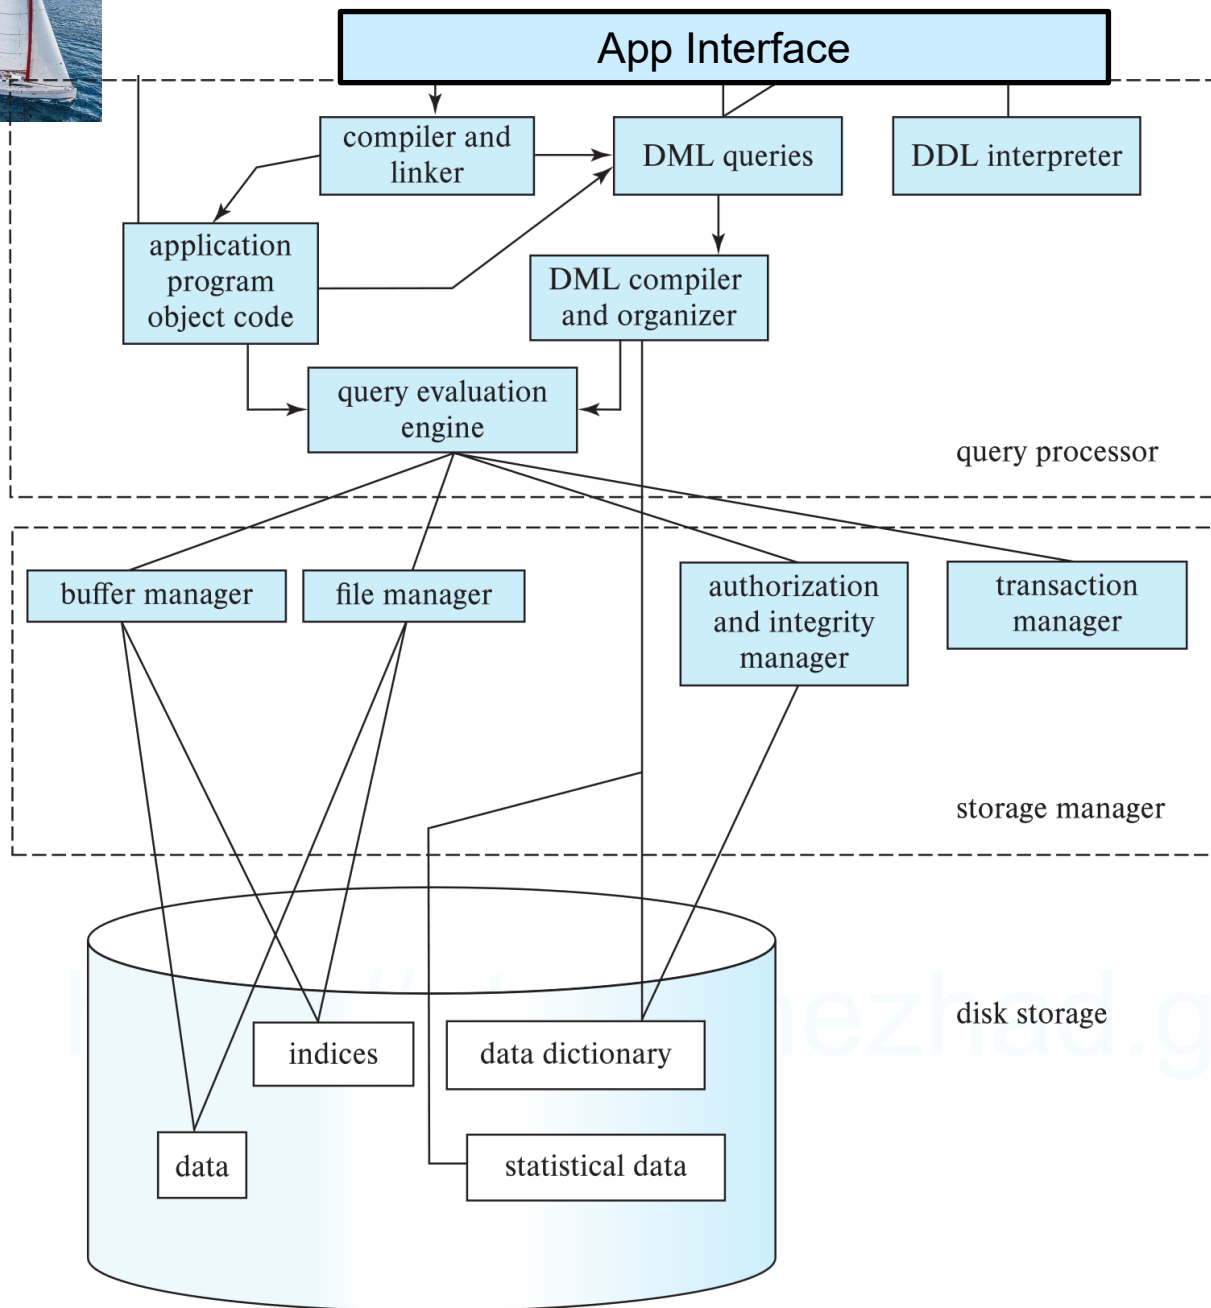 App Interface
compiler and
linker
DML queries
DDL interpreter
application
program
object code
DML compiler
and organizer
query evaluation
engine
query processor
buffer manager
file manager
authorization
and integrity
manager
transaction
manager
storage manager
disk storage
indices
data dictionary
data
statistical data